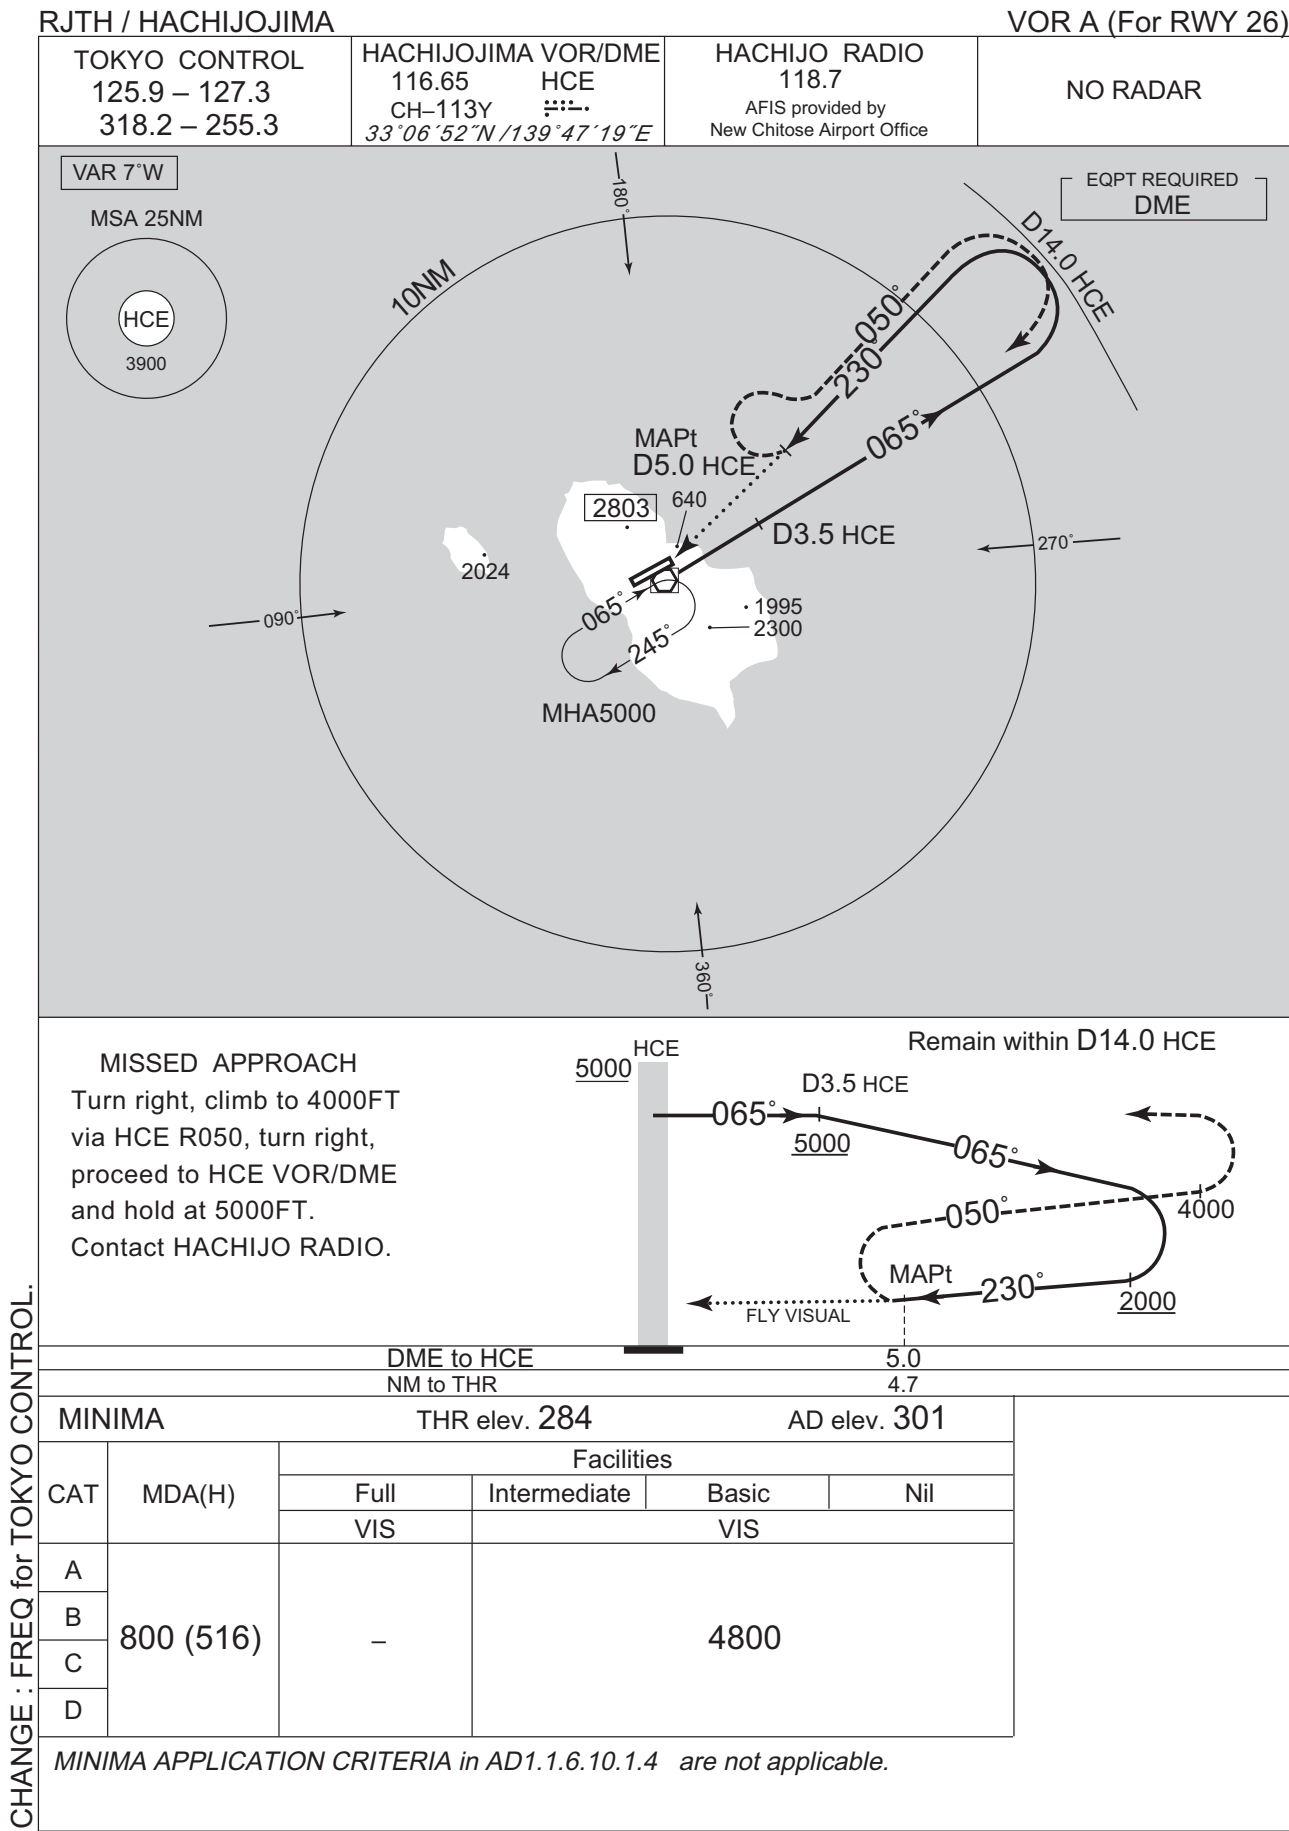 RJTH / HACHIJOJIMA
VOR A (For RWY 26)
TOKYO CONTROL
125.9 – 127.3
318.2 – 255.3
HACHIJOJIMA VOR/DME
116.65 HCE
CH–113Y
33°06´52˝N /139°47´19˝E
HACHIJO RADIO
118.7
AFIS provided by
New Chitose Airport Office
NO RADAR
VAR 7°W
MSA 25NM
HCE
3900
EQPT REQUIRED
DME
180°
10NM
D14.0 HCE
050°
230°
065°
MAPt
D5.0 HCE
640
2803
D3.5 HCE
270°
2024
090°
065°
245°
1995
2300
MHA5000
360°
MISSED APPROACH
Turn right, climb to 4000FT
via HCE R050, turn right,
proceed to HCE VOR/DME
and hold at 5000FT.
Contact HACHIJO RADIO.
HCE
5000
Remain within D14.0 HCE
D3.5 HCE
065°
5000
065°
050°
4000
MAPt
230°
2000
FLY VISUAL
DME to HCE 5.0
NM to THR 4.7
MINIMA THR elev. 284 AD elev. 301
CAT MDA(H) Facilities
Full Intermediate Basic Nil
VIS VIS
A
B
C
D
800 (516) – 4800
MINIMA APPLICATION CRITERIA in AD1.1.6.10.1.4 are not applicable.
CHANGE : FREQ for TOKYO CONTROL.